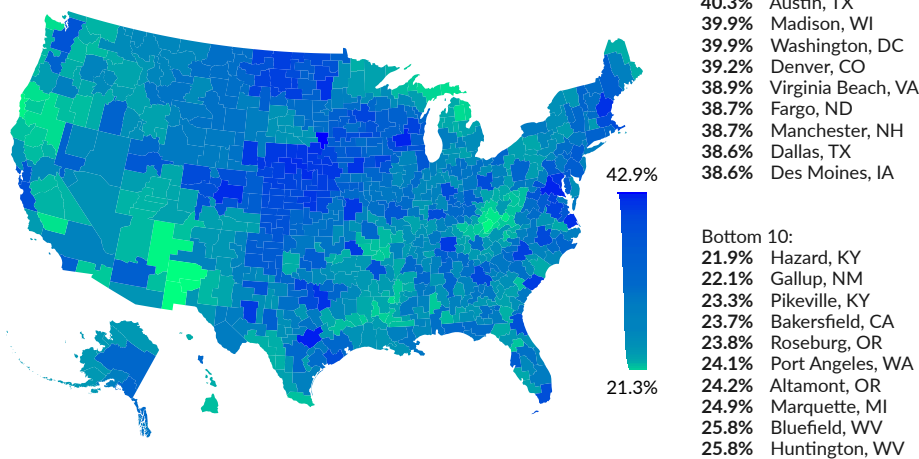 40.3% Austin, TX
39.9% Madison, WI
39.9% Washington, DC
39.2% Denver, CO
38.9% Virginia Beach, VA
38.7% Fargo, ND
38.7% Manchester, NH
38.6% Dallas, TX
38.6% Des Moines, IA
42.9%
21.3%
Bottom 10:
21.9% Hazard, KY
22.1% Gallup, NM
23.3% Pikeville, KY
23.7% Bakersfield, CA
23.8% Roseburg, OR
24.1% Port Angeles, WA
24.2% Altamont, OR
24.9% Marquette, MI
25.8% Bluefield, WV
25.8% Huntington, WV